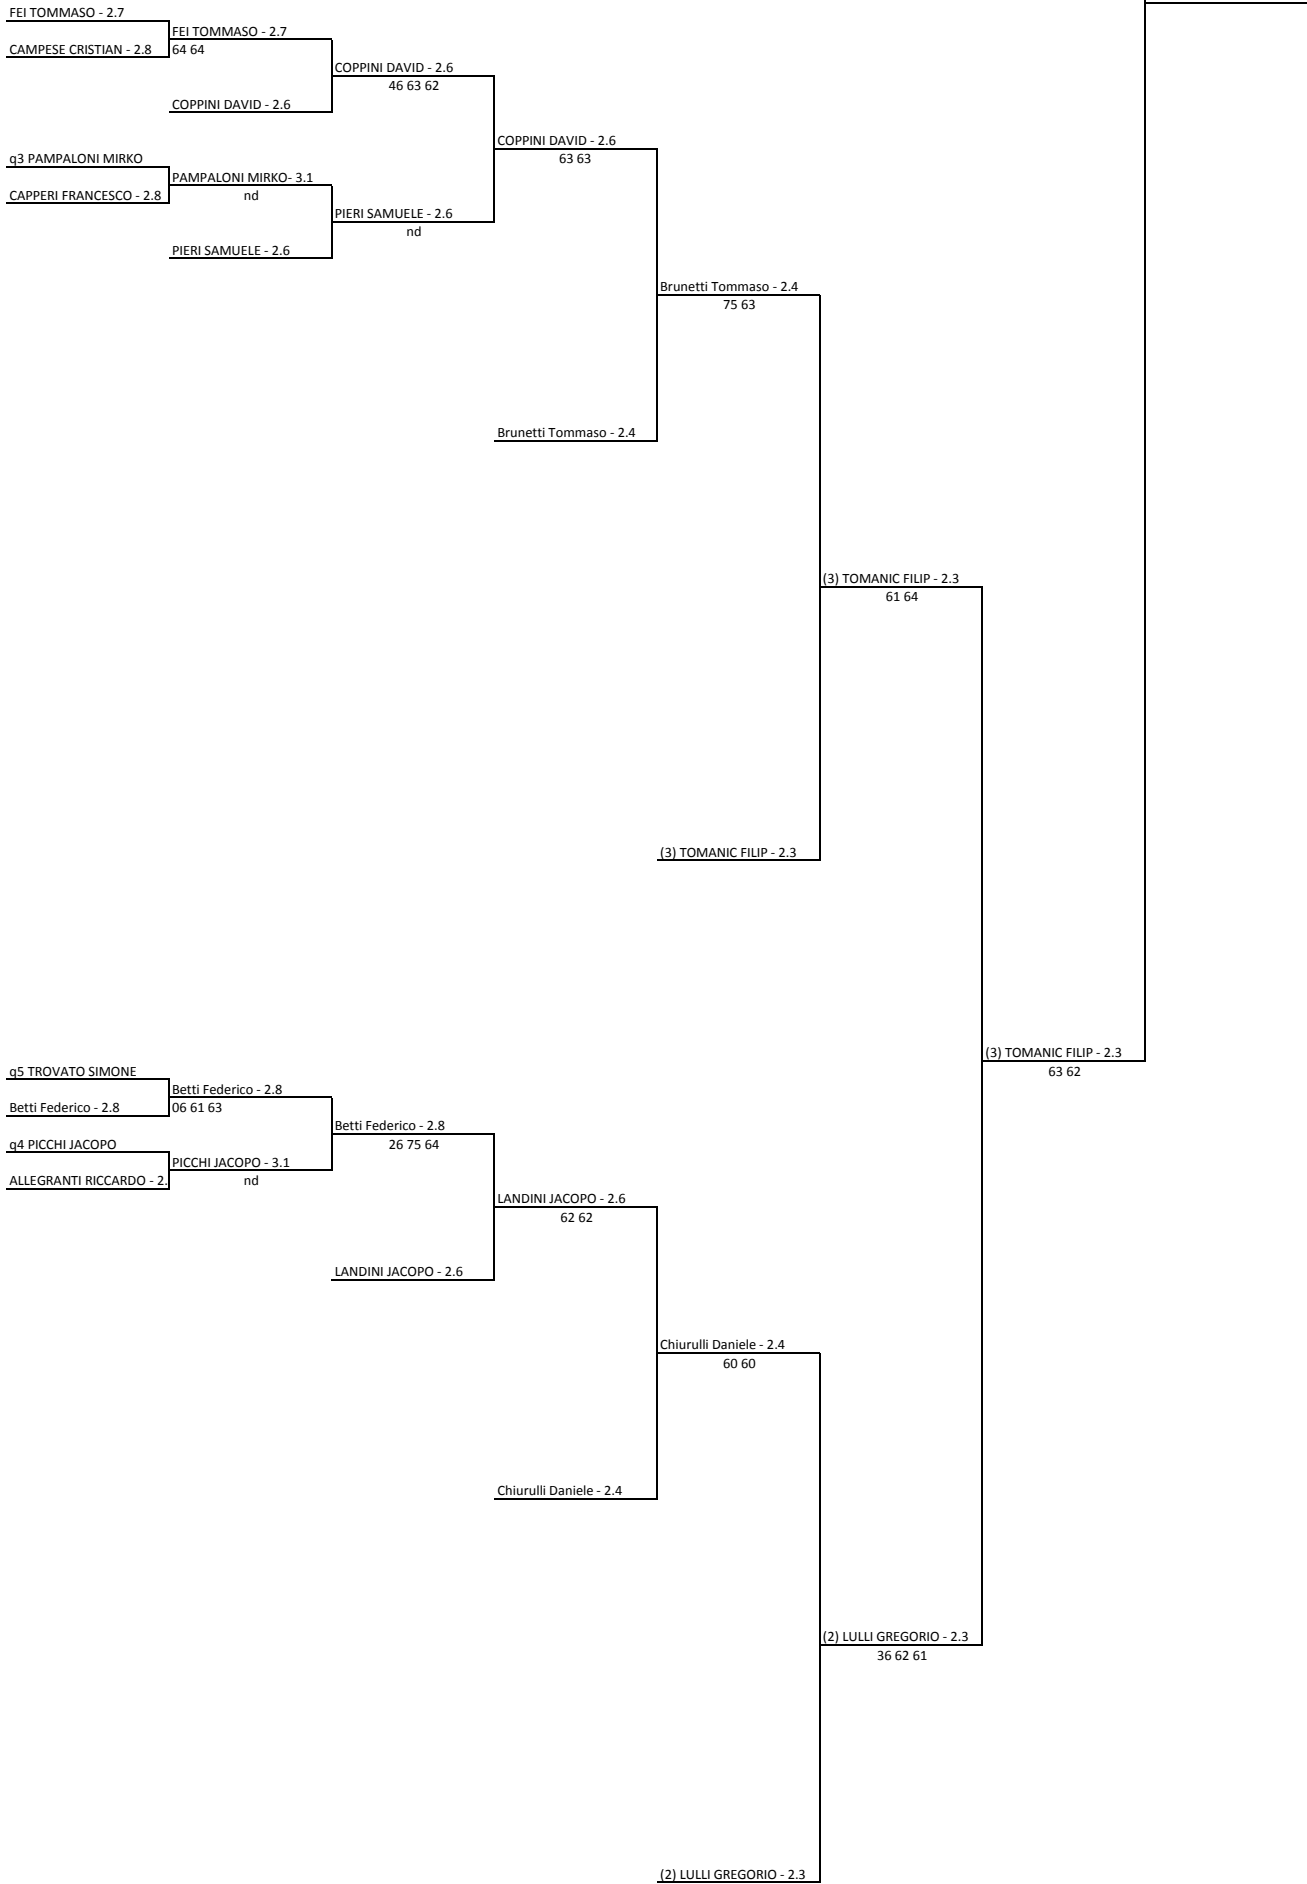 FEI TOMMASO - 2.7
FEI TOMMASO - 2.7
CAMPESE CRISTIAN - 2.8
64 64
COPPINI DAVID - 2.6
46 63 62
COPPINI DAVID - 2.6
COPPINI DAVID - 2.6
63 63
q3 PAMPALONI MIRKO
PAMPALONI MIRKO- 3.1
CAPPERI FRANCESCO - 2.8
nd
PIERI SAMUELE - 2.6
nd
PIERI SAMUELE - 2.6
Brunetti Tommaso - 2.4
75 63
Brunetti Tommaso - 2.4
(3) TOMANIC FILIP - 2.3
61 64
(3) TOMANIC FILIP - 2.3
(3) TOMANIC FILIP - 2.3
63 62
q5 TROVATO SIMONE
Betti Federico - 2.8
Betti Federico - 2.8
06 61 63
Betti Federico - 2.8
26 75 64
q4 PICCHI JACOPO
PICCHI JACOPO - 3.1
ALLEGRANTI RICCARDO - 2.
nd
LANDINI JACOPO - 2.6
62 62
LANDINI JACOPO - 2.6
Chiurulli Daniele - 2.4
60 60
Chiurulli Daniele - 2.4
(2) LULLI GREGORIO - 2.3
36 62 61
(2) LULLI GREGORIO - 2.3